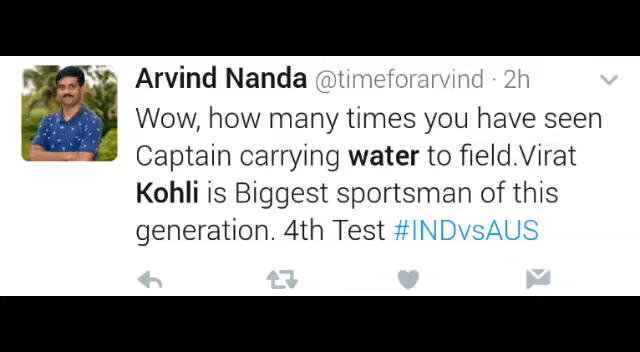 Arvind Nanda @timeforarvind · 2h
Wow, how many times you have seen
Captain carrying water to field.Virat
Kohli is Biggest sportsman of this
generation. 4th Test #INDvsAUS